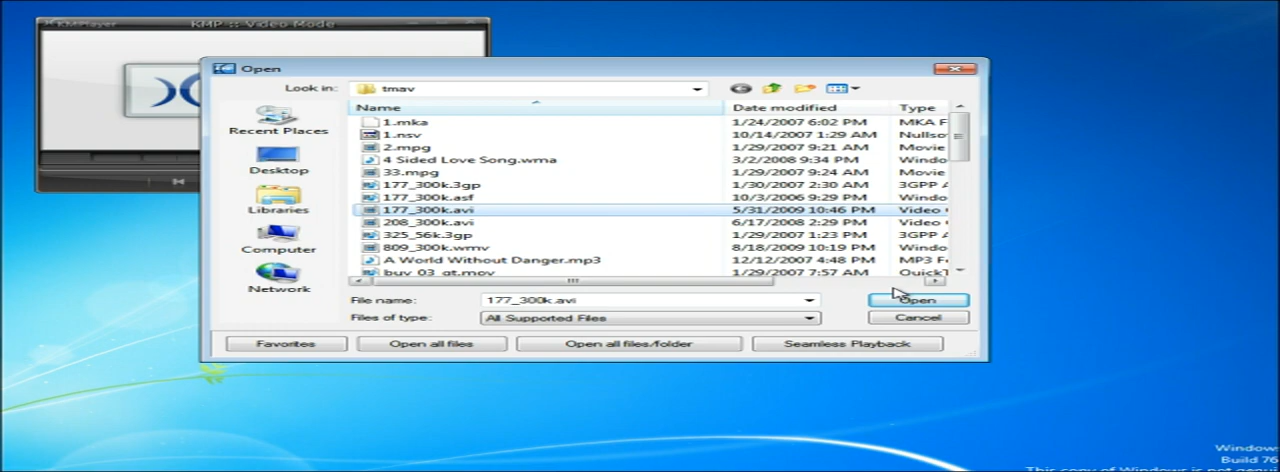 KMPlayer KMP :: Video Mode
Open
Look in: tmav
Name Date modified Type
1.mka 1/24/2007 6:02 PM MKA F
1.nsv 10/14/2007 1:29 AM Nullso
2.mpg 1/29/2007 9:21 AM Movie
4 Sided Love Song.wma 3/2/2008 9:34 PM Windo
33.mpg 1/29/2007 9:24 AM Movie
177_300k.3gp 1/30/2007 2:30 AM 3GPP A
177_300k.asf 10/3/2006 9:29 PM Windo
177_300k.avi 5/31/2009 10:46 PM Video
208_300k.avi 6/17/2008 2:29 PM Video
325_56k.3gp 1/29/2007 1:23 PM 3GPP A
809_300k.wmv 8/18/2009 10:19 PM Windo
A World Without Danger.mp3 12/12/2007 4:48 PM MP3 F
buy_03_qt.mov 1/29/2007 7:57 AM QuickT
Recent Places
Desktop
Libraries
Computer
Network
File name: 177_300k.avi Open
Files of type: All Supported Files Cancel
Favorites Open all files Open all files/folder Seamless Playback
Window
Build 76
This copy of Windows is not genui